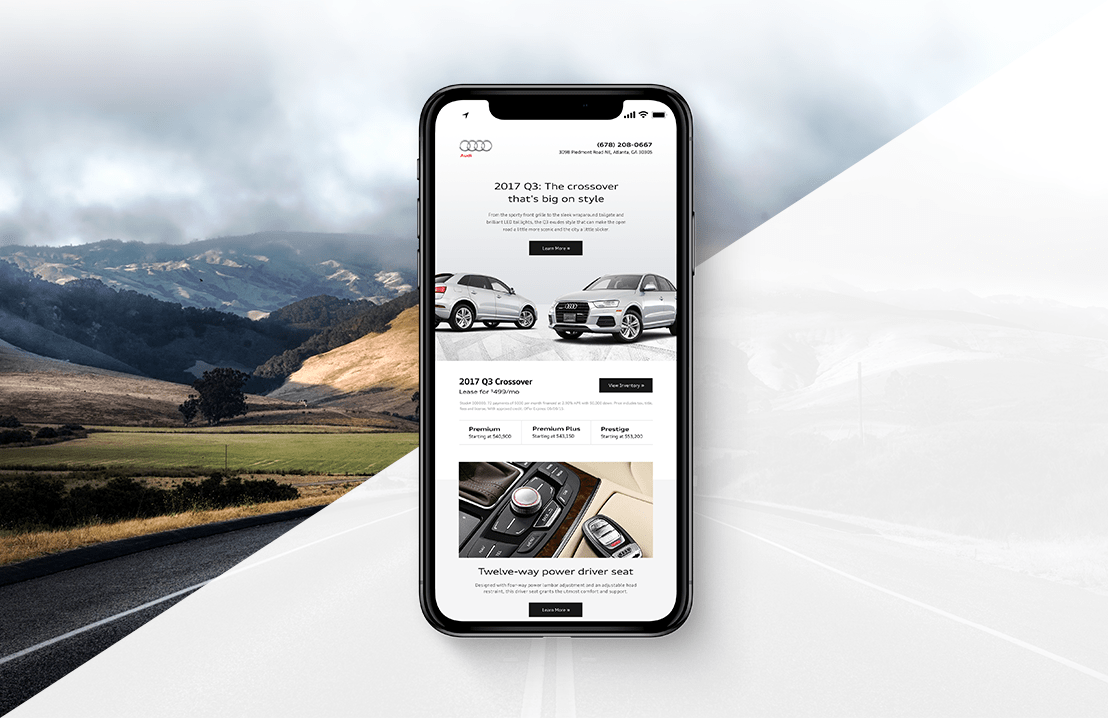 Audi
(678) 208-0667
3098 Piedmont Road NE, Atlanta, GA 30305
2017 Q3: The crossover
that's big on style
From the sporty front grille to the sleek wraparound tailgate and
brilliant LED taillights, the Q3 exudes style that can make the open
road a little more scenic and the city a little slicker.
Learn More »
2017 Q3 Crossover
Lease for $499/mo
View Inventory »
Premium
Starting at $40,900
Premium Plus
Starting at $43,150
Prestige
Starting at $53,200
Twelve-way power driver seat
Designed with four-way power lumbar adjustment and an adjustable head
restraint, this driver seat grants the utmost comfort and support.
Learn More »